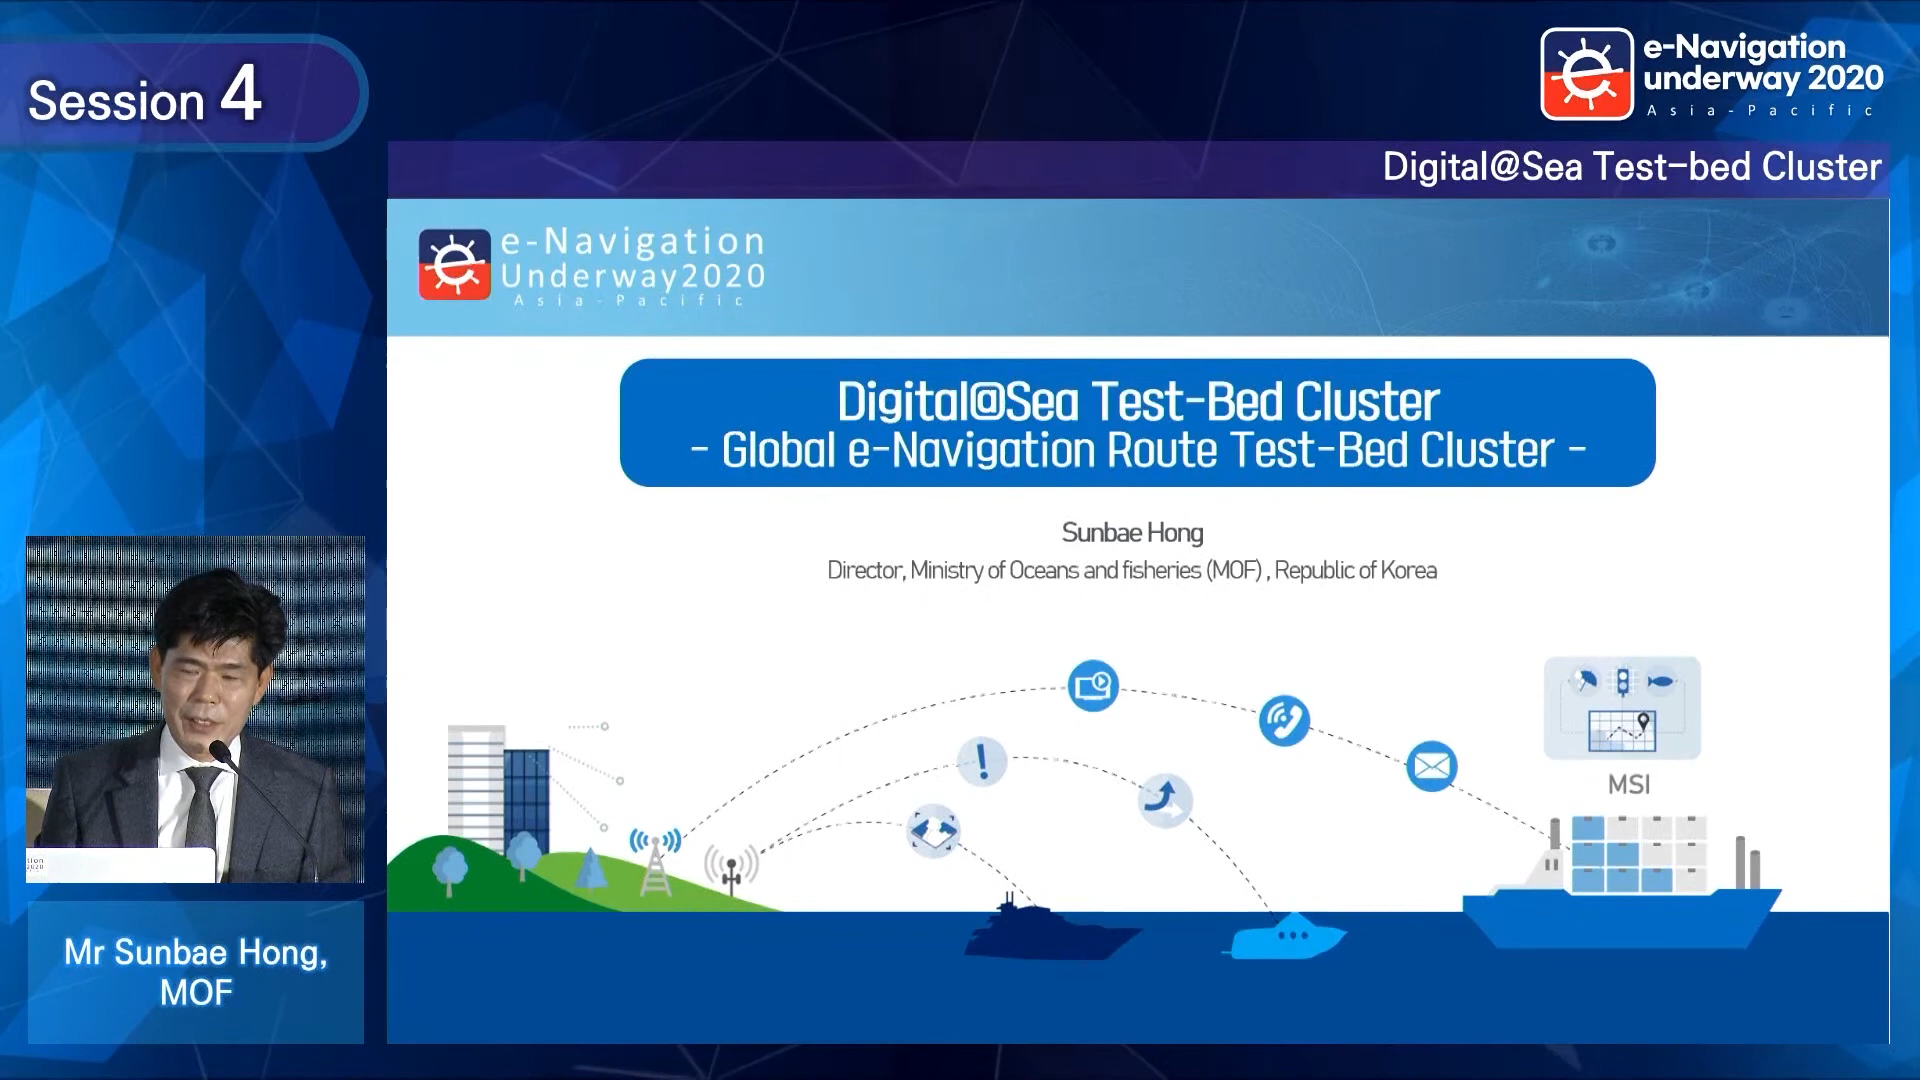 Session 4
e-Navigation
underway 2020
Asia-Pacific
Digital@Sea Test-bed Cluster
e-Navigation
Underway2020
Asia-Pacific
Digital@Sea Test-Bed Cluster
- Global e-Navigation Route Test-Bed Cluster -
Sunbae Hong
Director, Ministry of Oceans and fisheries (MOF) , Republic of Korea
MSI
Mr Sunbae Hong,
MOF